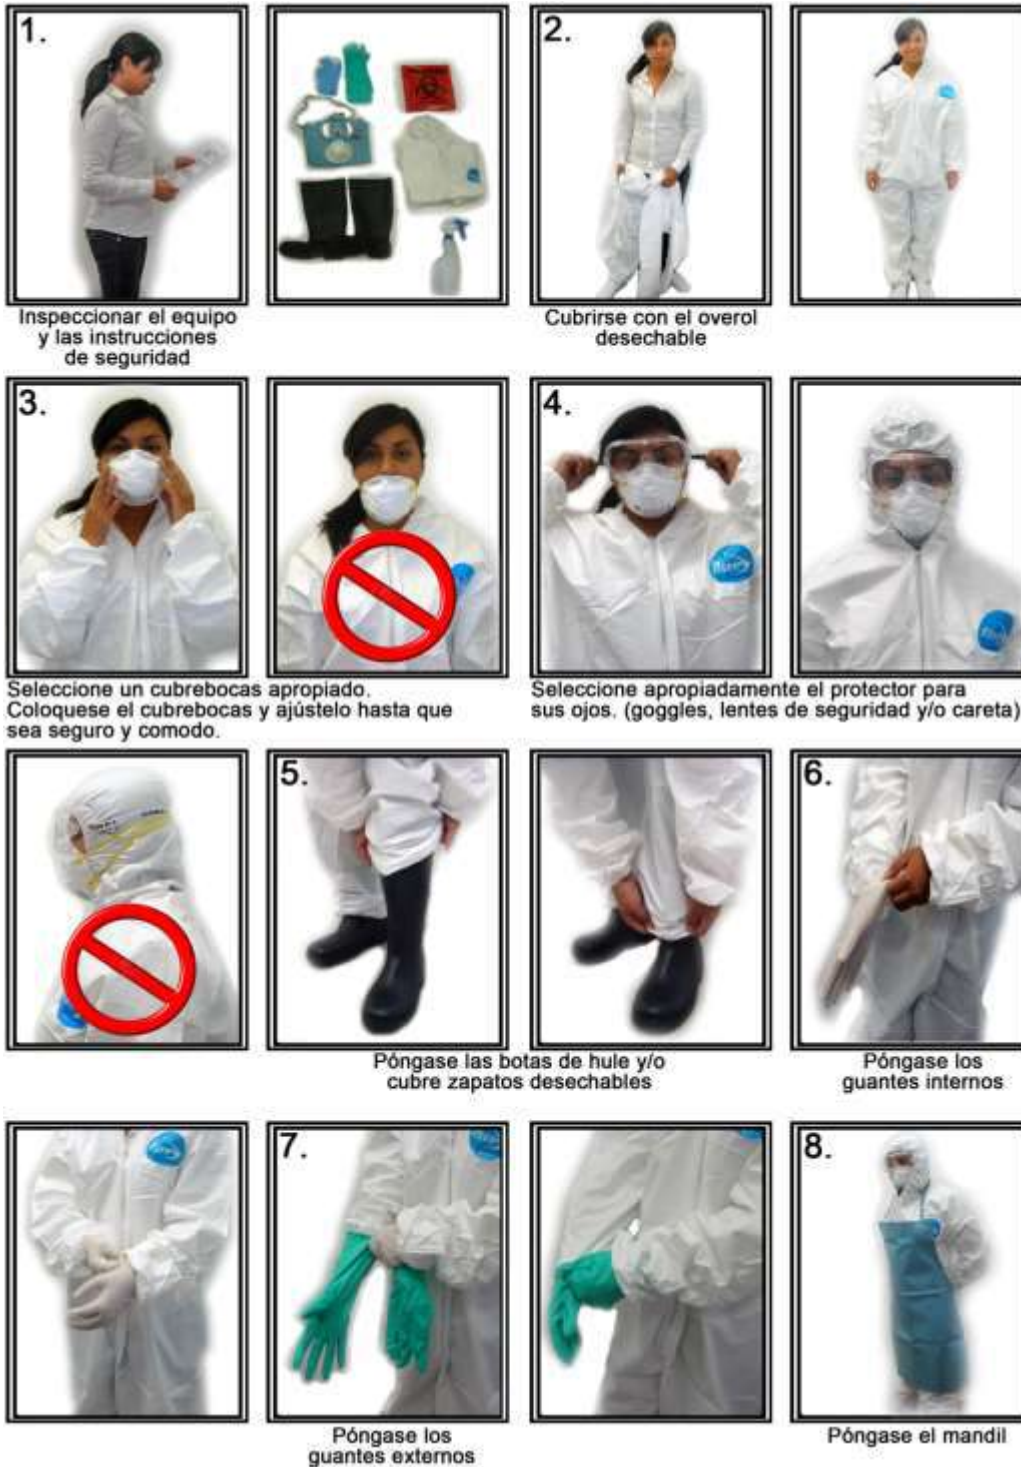 1.
2.
Inspeccionar el equipo
y las instrucciones
de seguridad
Cubrirse con el overol
desechable
3.
4.
Seleccione un cubrebocas apropiado.
Coloquese el cubrebocas y ajústelo hasta que
sea seguro y comodo.
Seleccione apropiadamente el protector para
sus ojos. (goggles, lentes de seguridad y/o careta)
5.
6.
Póngase las botas de hule y/o
cubre zapatos desechables
Póngase los
guantes internos
7.
8.
Póngase los
guantes externos
Póngase el mandil